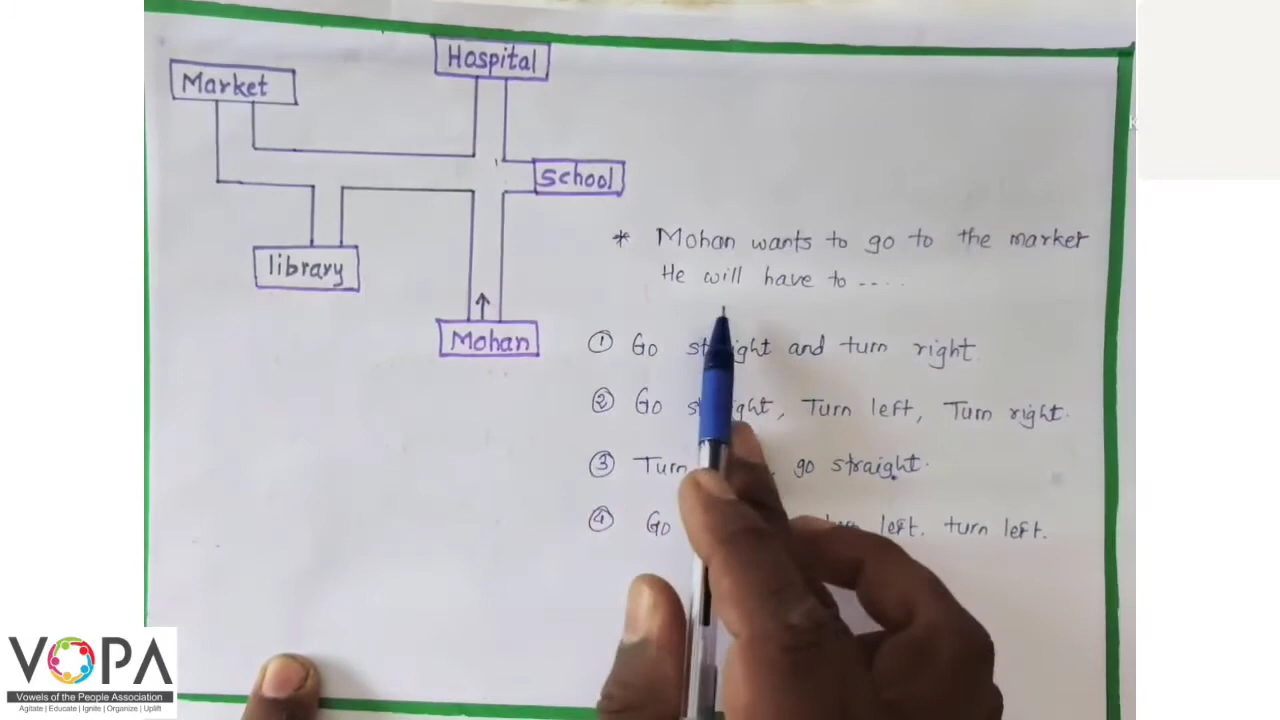 Hospital
Market
School
library
Mohan
* Mohan wants to go to the market
He will have to ----
① Go and turn right
② Go , Turn left, Turn right.
③ Turn , go straight.
④ Go left. turn left.
VOPA
Vowels of the People Association
Agitate | Educate | Ignite | Organize | Uplift